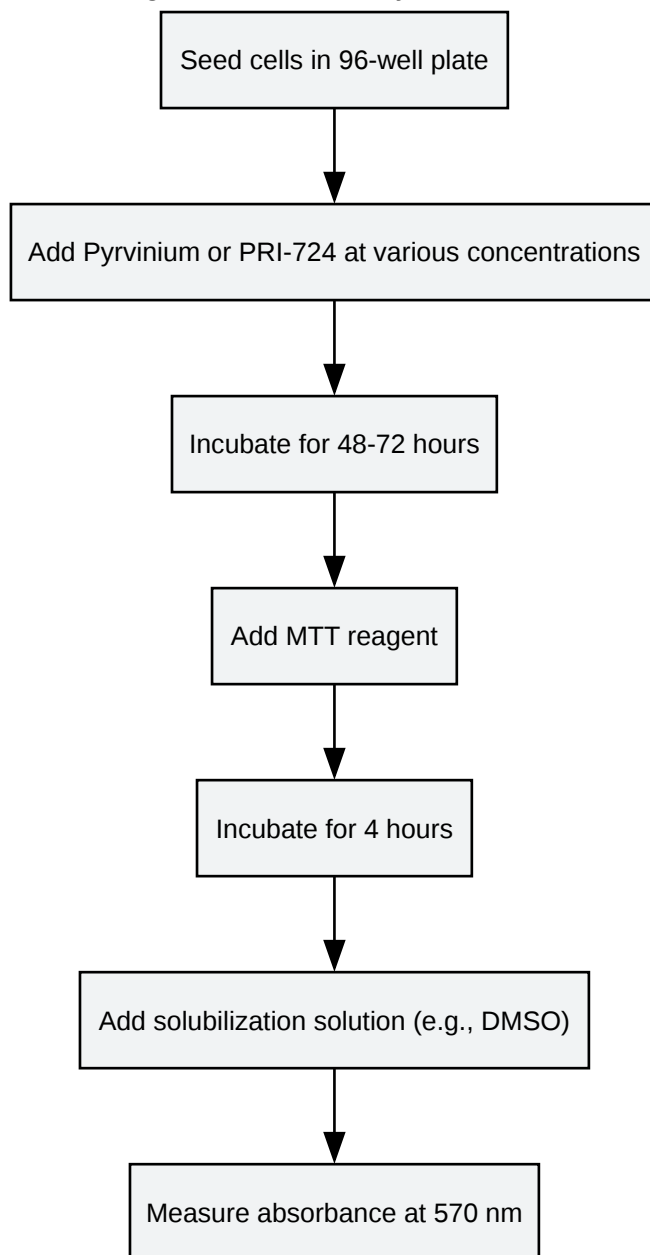 Seed cells in 96-well plate
Add Pyrvinium or PRI-724 at various concentrations
Incubate for 48-72 hours
Add MTT reagent
Incubate for 4 hours
Add solubilization solution (e.g., DMSO)
Measure absorbance at 570 nm